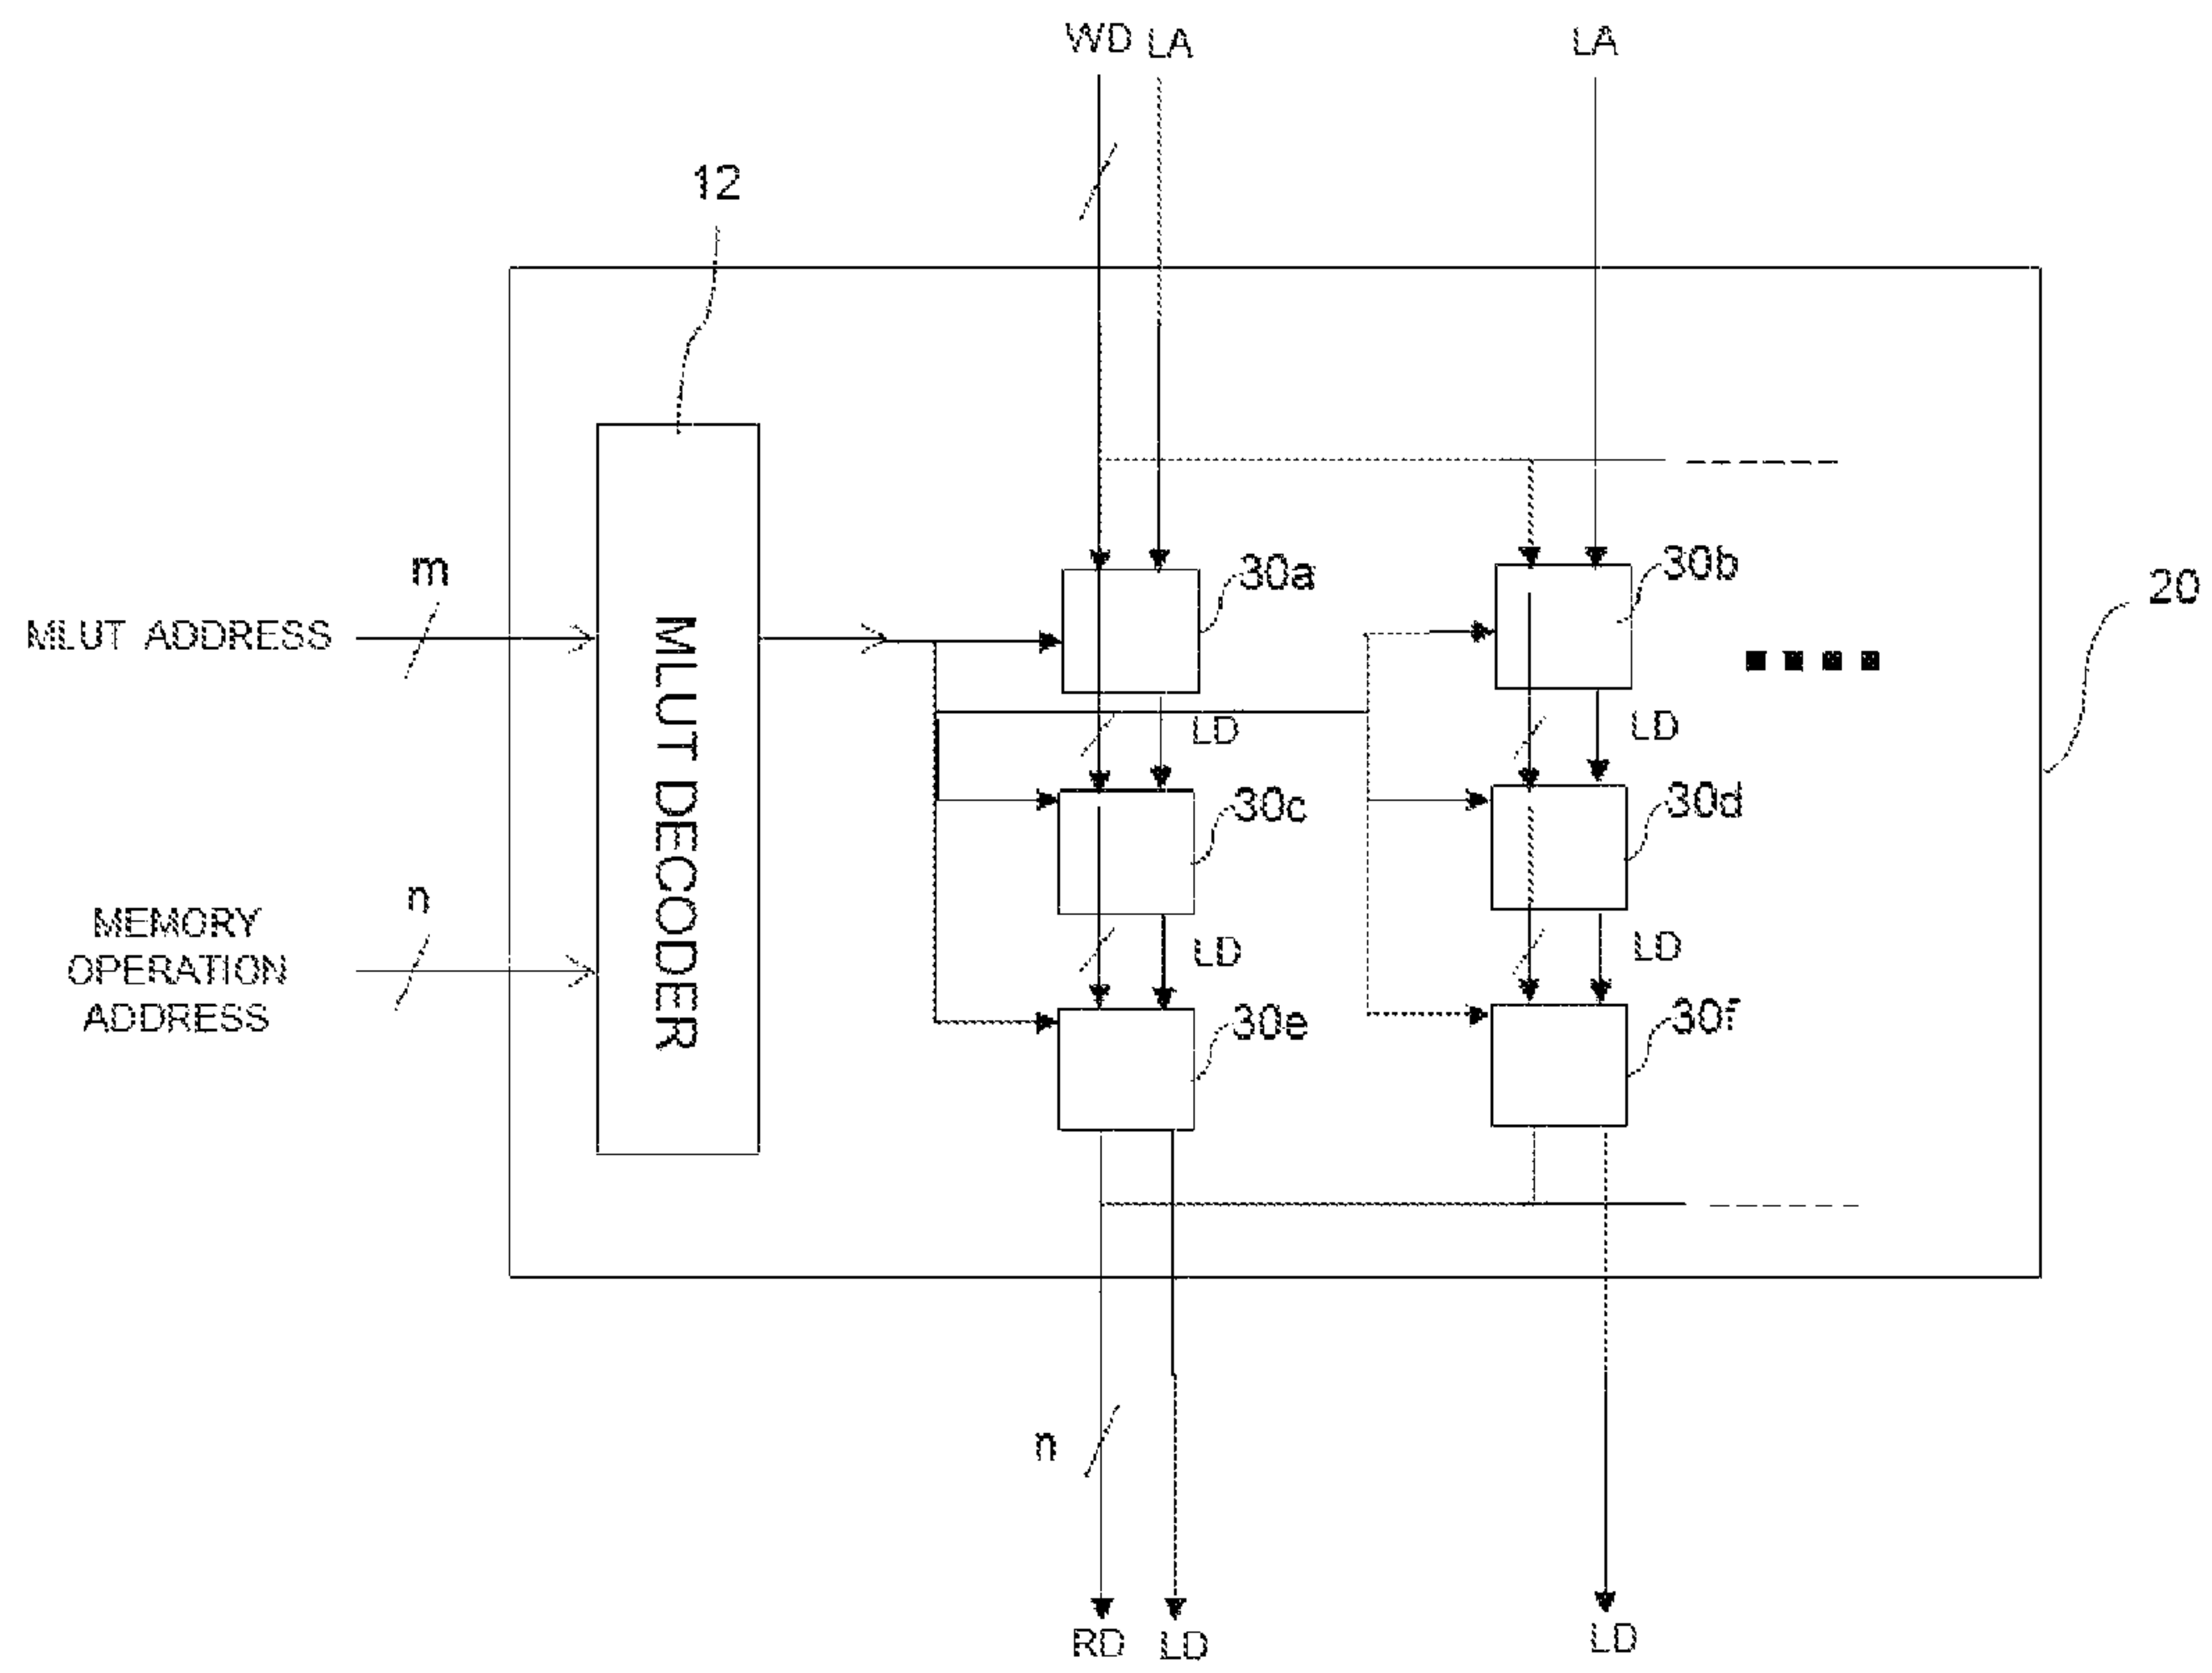 WD LA
LA
12
m
30a
30b
20
MLUT ADDRESS
MLUT DECODER
LD
LD
30c
30d
n
MEMORY
OPERATION
ADDRESS
LD
LD
30e
30f
n
RD LD
LD